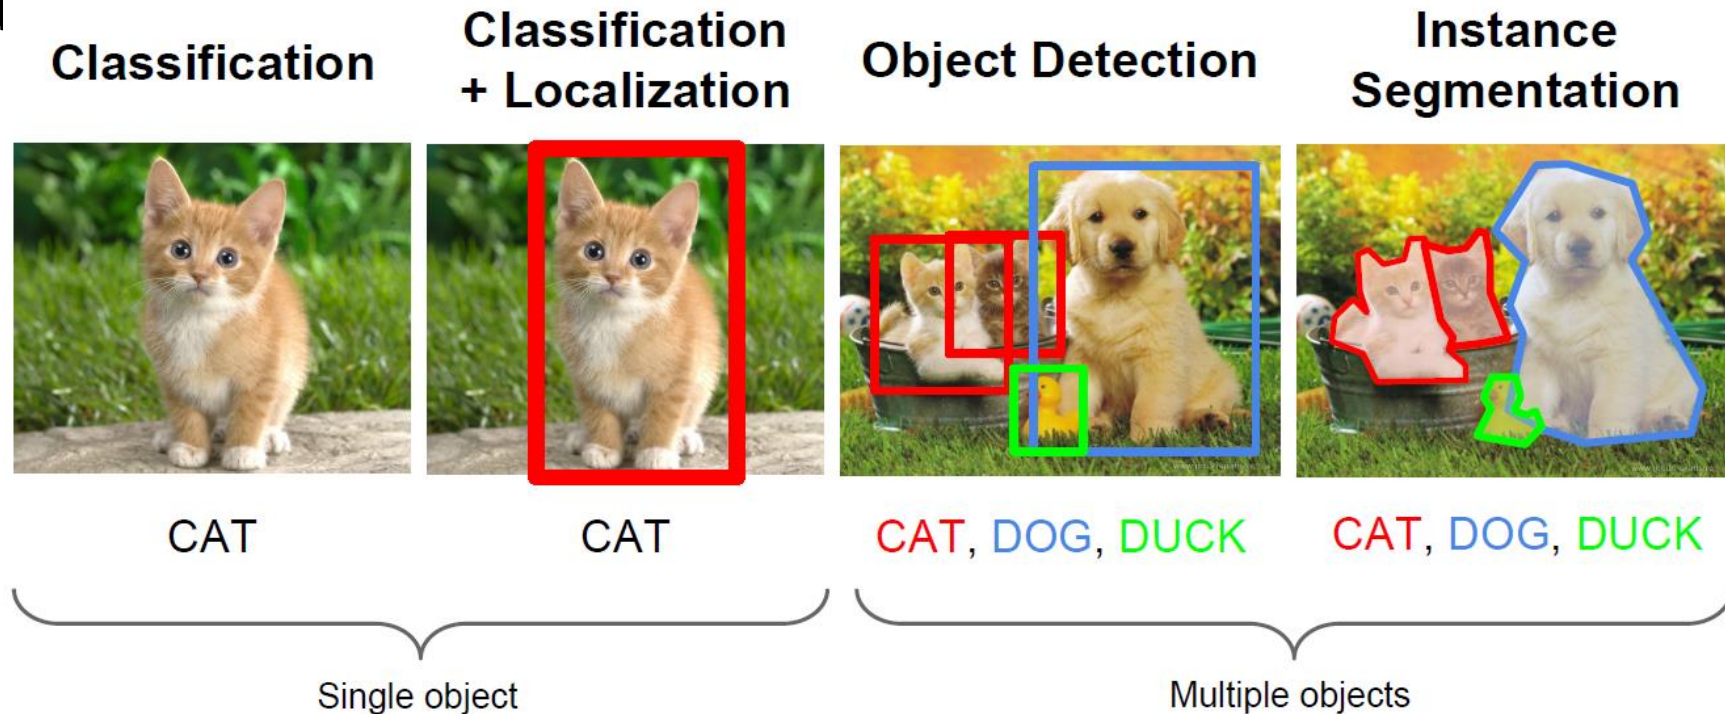 Classification
Classification
+ Localization
Object Detection
Instance
Segmentation
CAT
CAT
CAT, DOG, DUCK
CAT, DOG, DUCK
Single object
Multiple objects